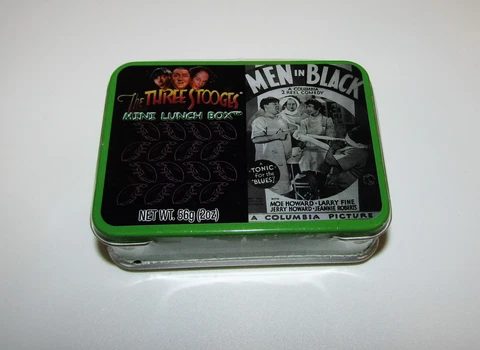 The THREE STOOGES
MINI LUNCH BOX™
NET WT. 56g (2oz)
MEN IN BLACK
A COLUMBIA
2 REEL COMEDY
A
TONIC
FOR the
'BLUES'
WITH
MOE HOWARD - LARRY FINE
JERRY HOWARD - JEANNIE ROBERTS
A COLUMBIA PICTURE